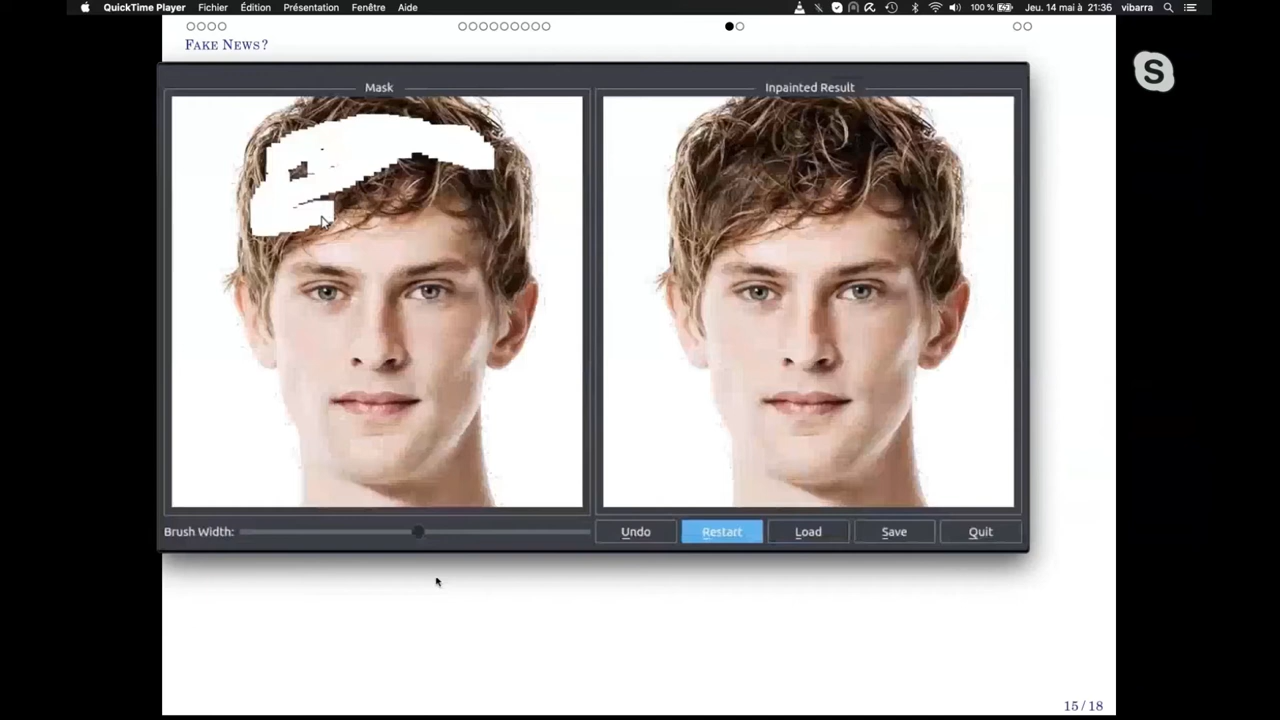 QuickTime Player Fichier Édition Présentation Fenêtre Aide 100 % Jeu. 14 mai à 21:36 vibarra
FAKE NEWS?
Mask Inpainted Result
Brush Width: Undo Restart Load Save Quit
15 / 18